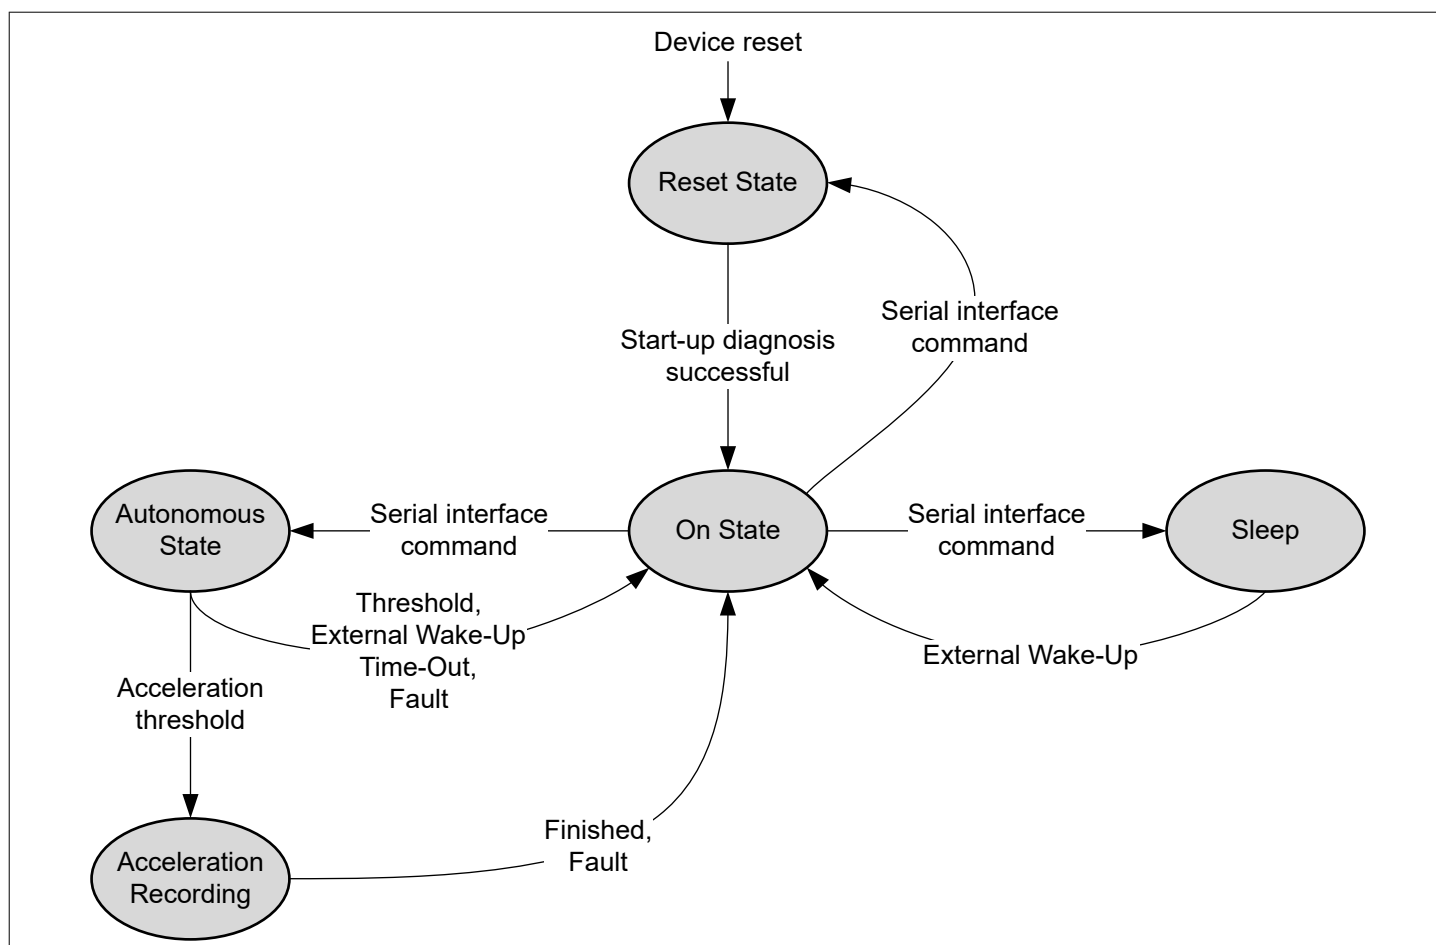 Device reset
Reset State
Serial interface
command
Start-up diagnosis
successful
Autonomous
State
Serial interface
command
On State
Serial interface
command
Sleep
Threshold,
External Wake-Up
Time-Out,
Fault
External Wake-Up
Acceleration
threshold
Finished,
Fault
Acceleration
Recording